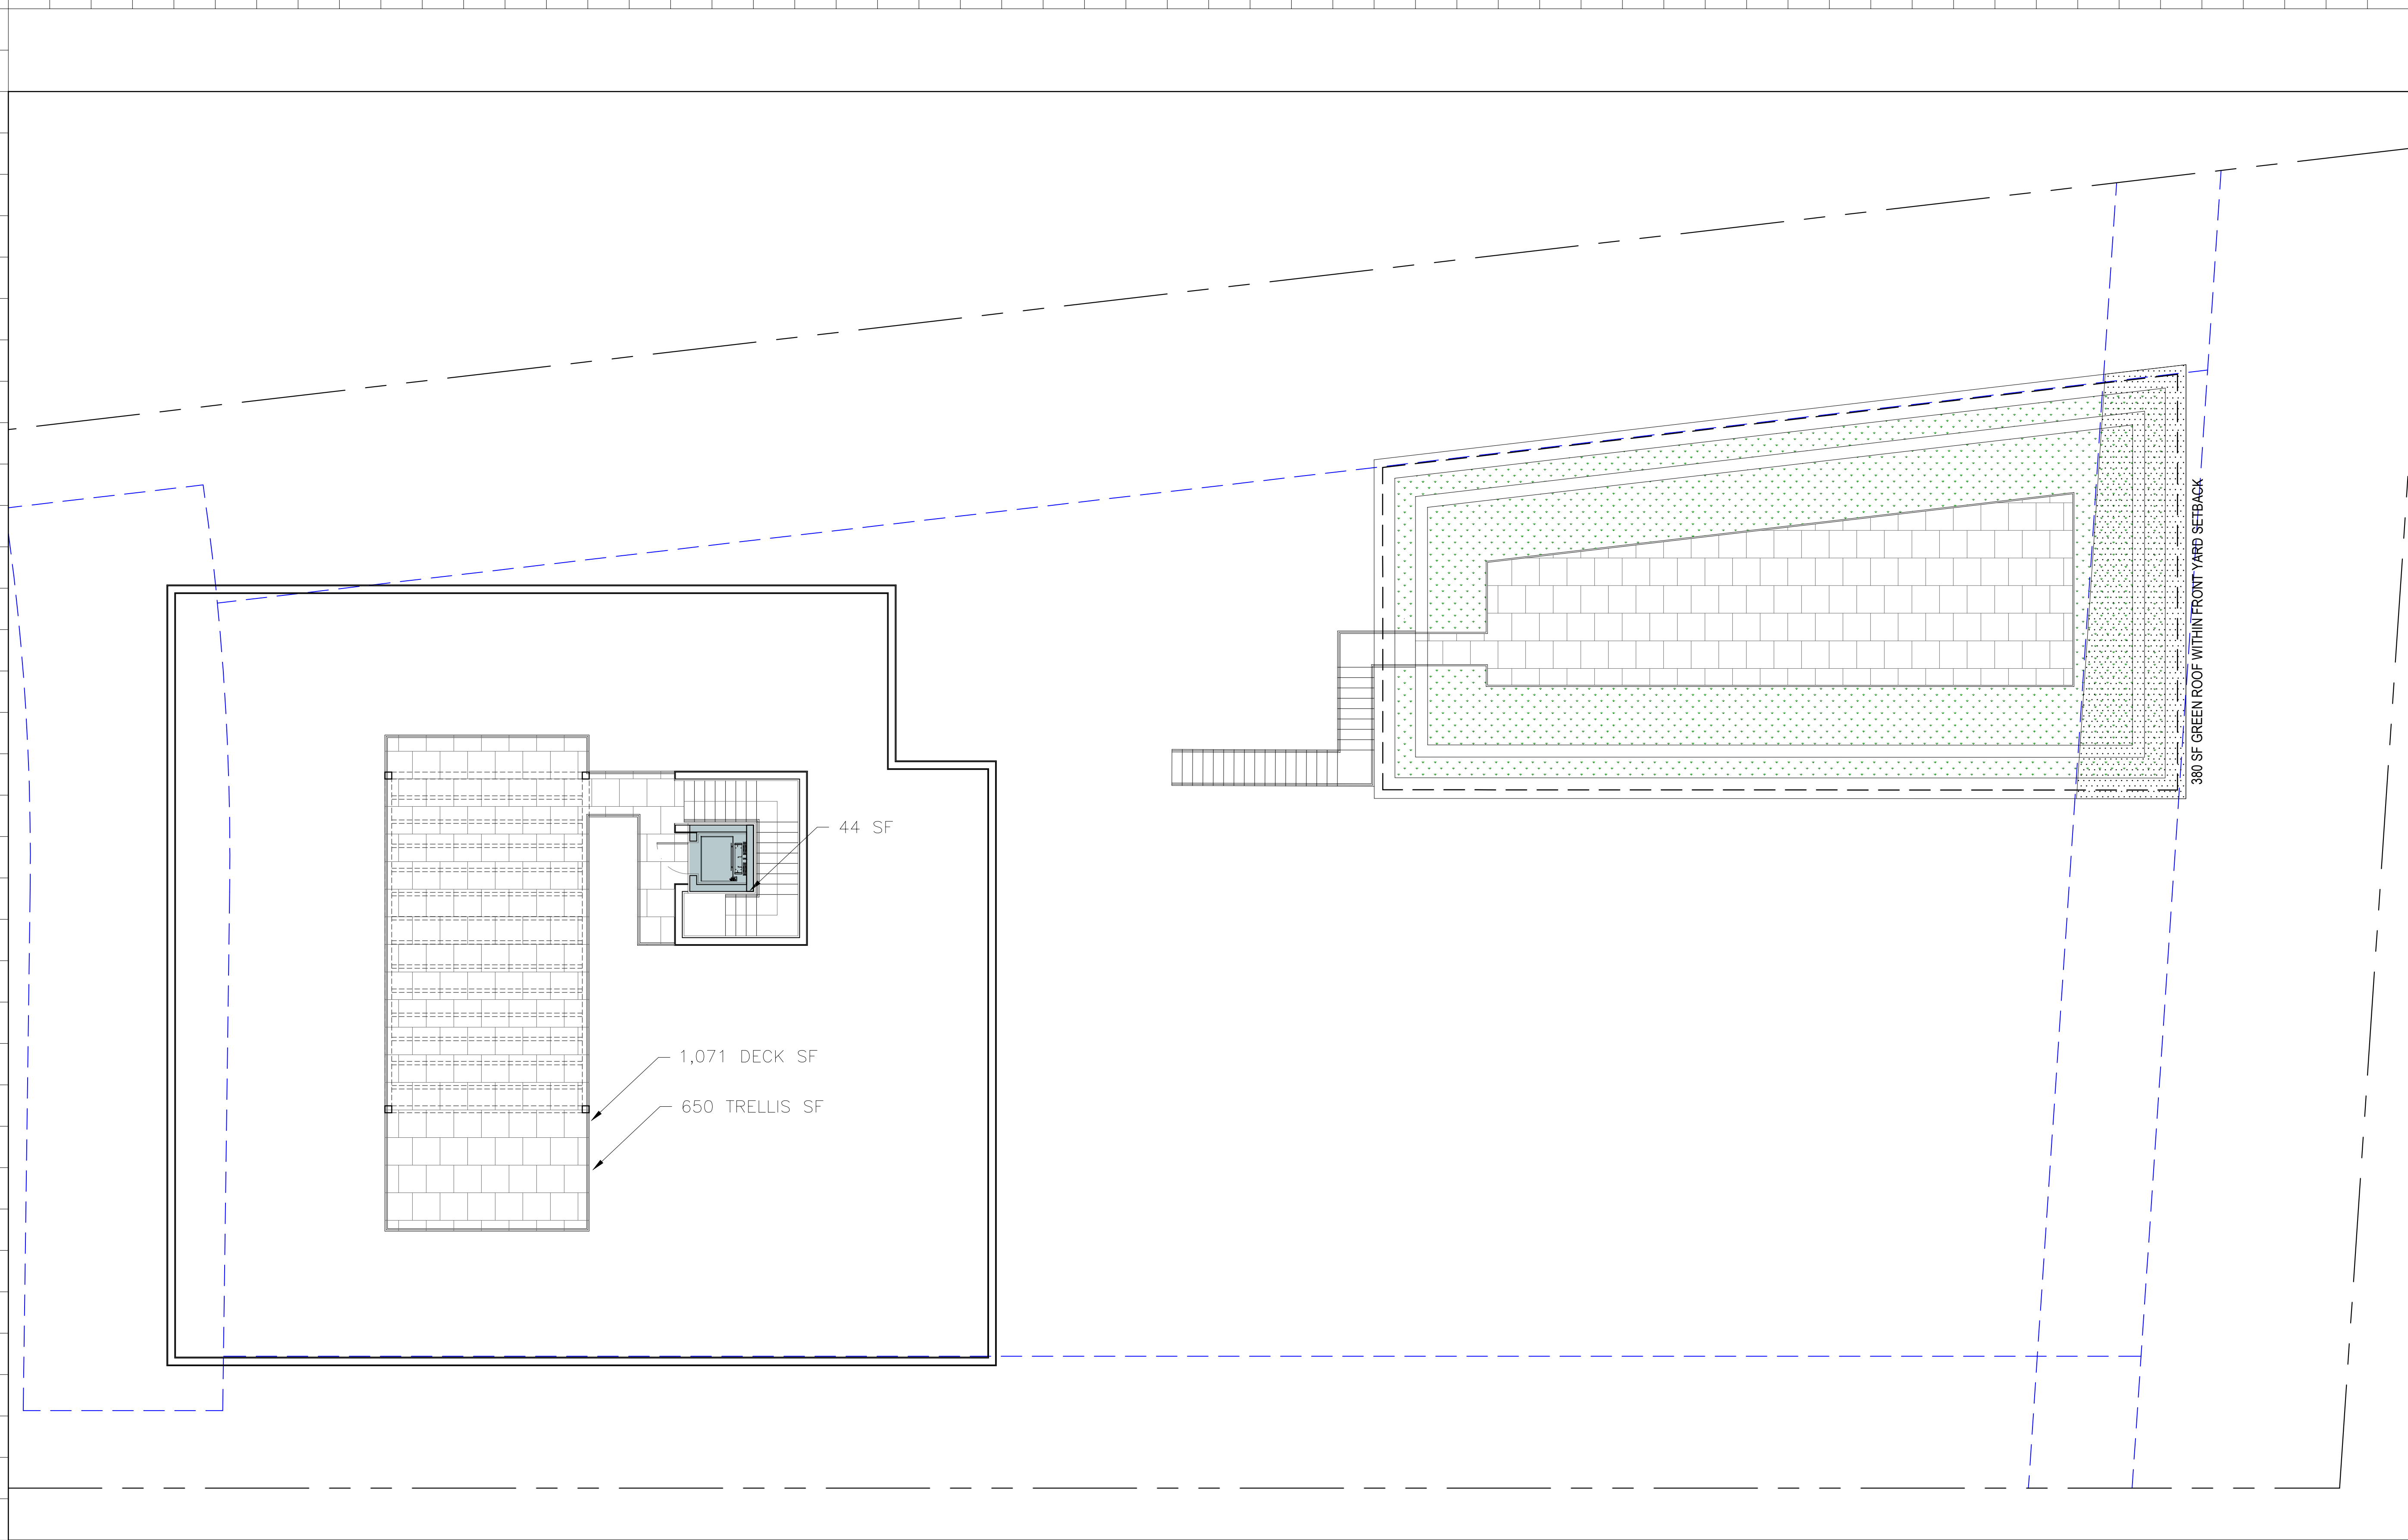 380 SF GREEN ROOF WITHIN FRONT YARD SETBACK
44 SF
1,071 DECK SF
650 TRELLIS SF